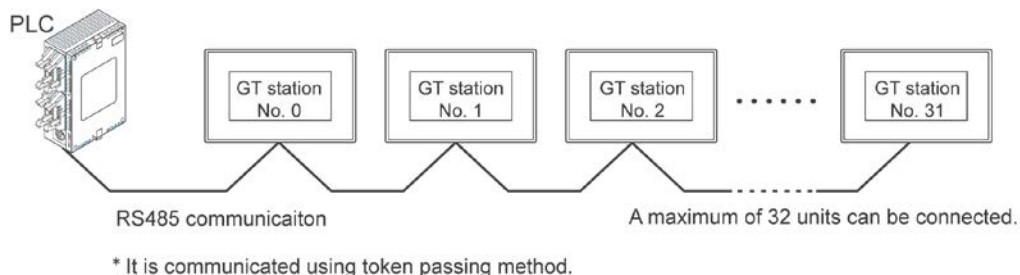 PLC
GT station
No. 0
GT station
No. 1
GT station
No. 2
GT station
No. 31
RS485 communicaiton
A maximum of 32 units can be connected.
* It is communicated using token passing method.